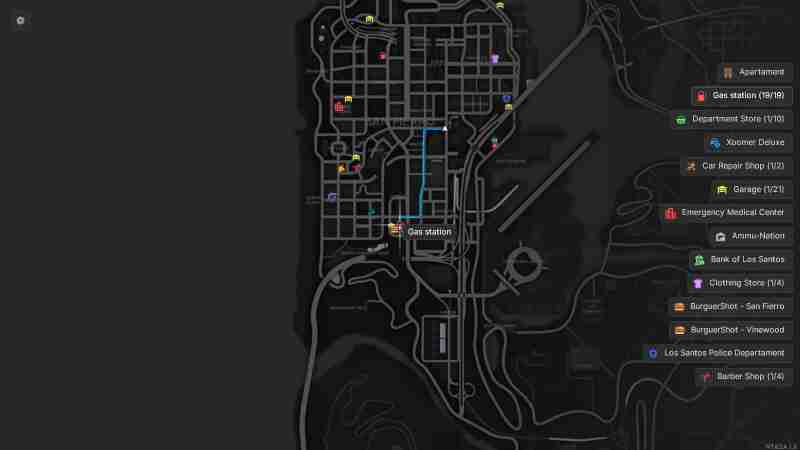 Apartament
Gas station (19/19)
Department Store (1/10)
Xoomer Deluxe
Car Repair Shop (1/2)
Garage (1/21)
Emergency Medical Center
Ammu-Nation
Bank of Los Santos
Clothing Store (1/4)
BurguerShot - San Fierro
BurguerShot - Vinewood
Los Santos Police Departament
Barber Shop (1/4)
Gas station